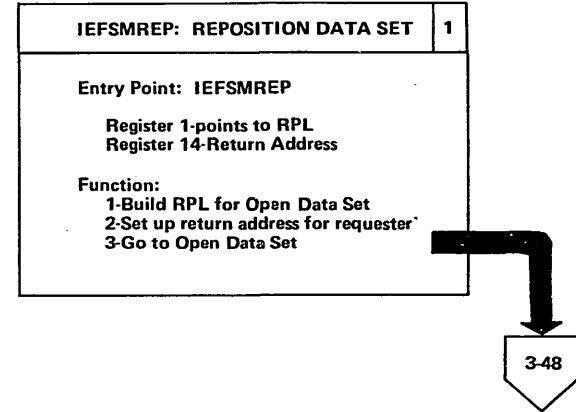 IEFSMREP: REPOSITION DATA SET 1
Entry Point: IEFSMREP
Register 1-points to RPL
Register 14-Return Address
Function:
1-Build RPL for Open Data Set
2-Set up return address for requester
3-Go to Open Data Set
3-48